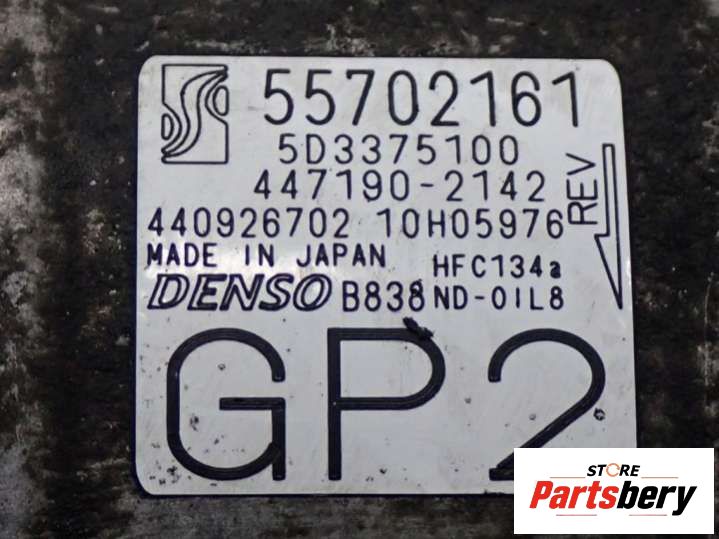 55702161
5D3375100
447190-2142
440926702 10H05976
REV
MADE IN JAPAN HFC134a
DENSO B838 ND-OIL8
GP2
STORE
Partsbery